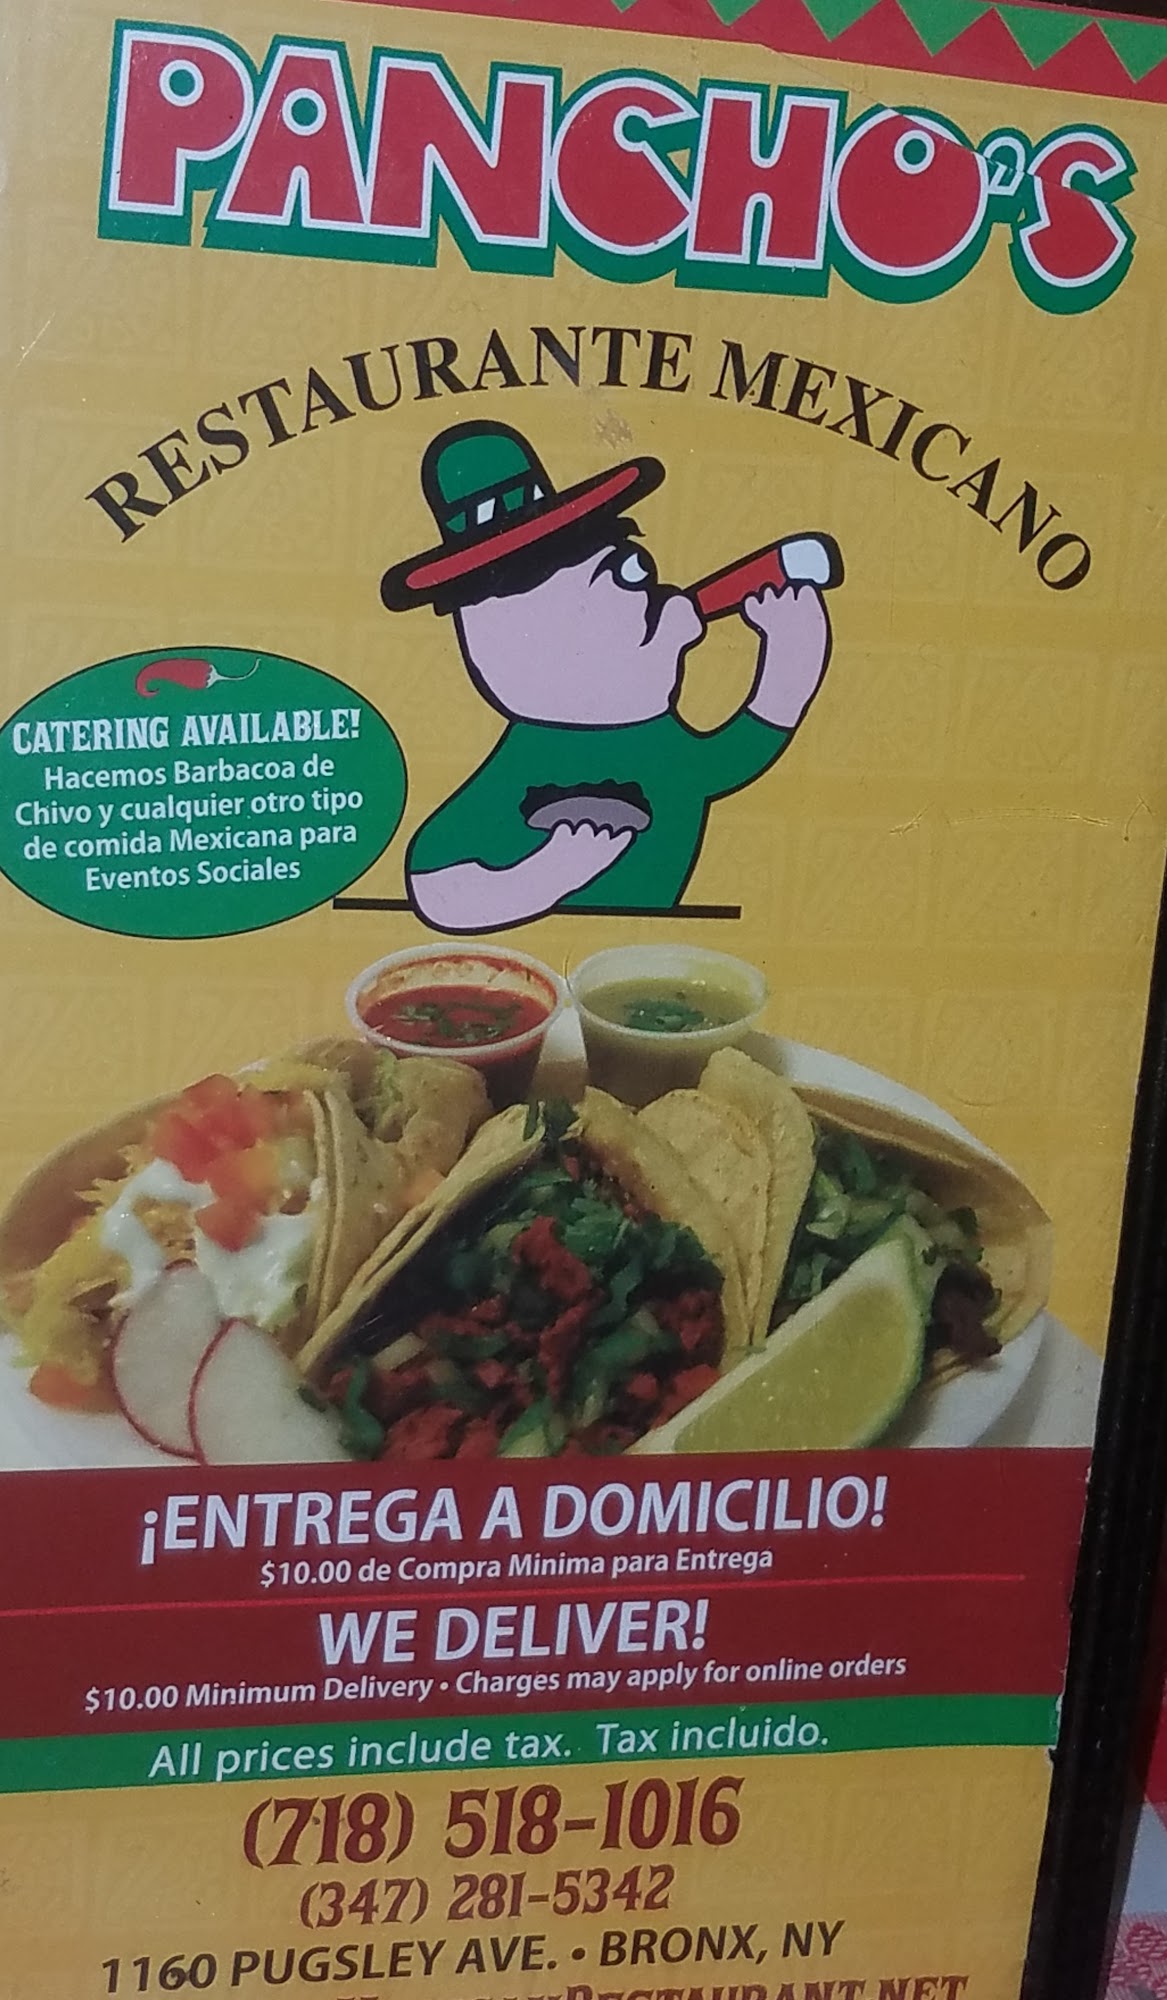 PANCHO'S
RESTAURANTE MEXICANO
CATERING AVAILABLE!
Hacemos Barbacoa de
Chivo y cualquier otro tipo
de comida Mexicana para
Eventos Sociales
¡ENTREGA A DOMICILIO!
$10.00 de Compra Minima para Entrega
WE DELIVER!
$10.00 Minimum Delivery • Charges may apply for online orders
All prices include tax. Tax incluido.
(718) 518-1016
(347) 281-5342
1160 PUGSLEY AVE. • BRONX, NY